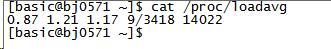 [basic@bj0571 ~]$ cat /proc/loadavg
0.87 1.21 1.17 9/3418 14022
[basic@bj0571 ~]$